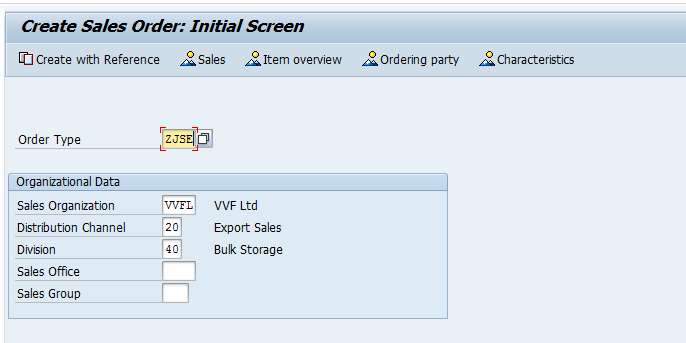 Create Sales Order: Initial Screen
Create with Reference Sales Item overview Ordering party Characteristics
Order Type ZJSE
Organizational Data
Sales Organization VVFL VVF Ltd
Distribution Channel 20 Export Sales
Division 40 Bulk Storage
Sales Office
Sales Group